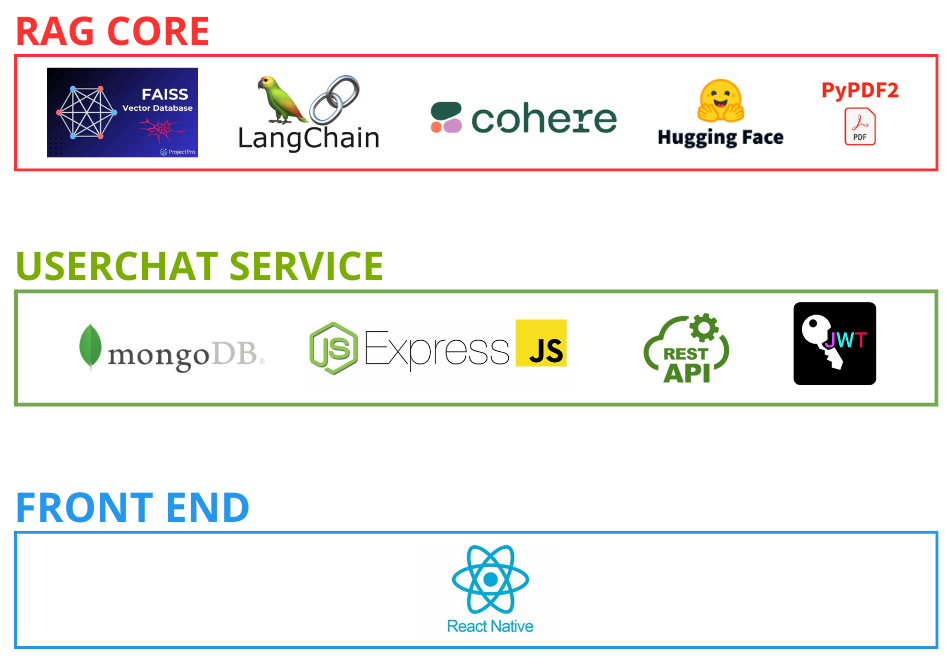 RAG CORE
FAISS
Vector Database
ProjectPro
LangChain
cohere
Hugging Face
PyPDF2
PDF
USERCHAT SERVICE
mongoDB®
JS Express JS
REST
API
JWT
FRONT END
React Native